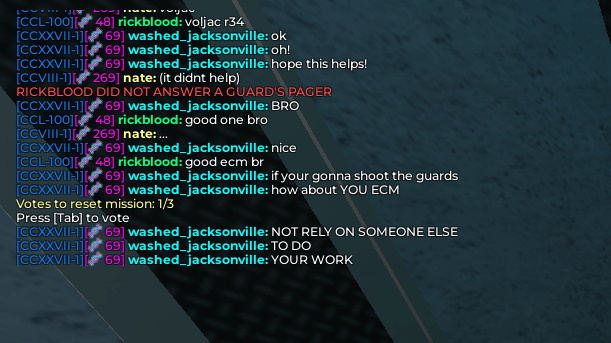 [CCVIII-1][ 269] nate: voljac
[CCL-100][ 48] rickblood: voljac r34
[CCXXVII-1][ 69] washed_jacksonville: ok
[CCXXVII-1][ 69] washed_jacksonville: oh!
[CCXXVII-1][ 69] washed_jacksonville: hope this helps!
[CCVIII-1][ 269] nate: (it didnt help)
RICKBLOOD DID NOT ANSWER A GUARD'S PAGER
[CCXXVII-1][ 69] washed_jacksonville: BRO
[CCL-100][ 48] rickblood: good one bro
[CCVIII-1][ 269] nate: ...
[CCXXVII-1][ 69] washed_jacksonville: nice
[CCL-100][ 48] rickblood: good ecm br
[CCXXVII-1][ 69] washed_jacksonville: if your gonna shoot the guards
[CCXXVII-1][ 69] washed_jacksonville: how about YOU ECM
Votes to reset mission: 1/3
Press [Tab] to vote
[CCXXVII-1][ 69] washed_jacksonville: NOT RELY ON SOMEONE ELSE
[CCXXVII-1][ 69] washed_jacksonville: TO DO
[CCXXVII-1][ 69] washed_jacksonville: YOUR WORK